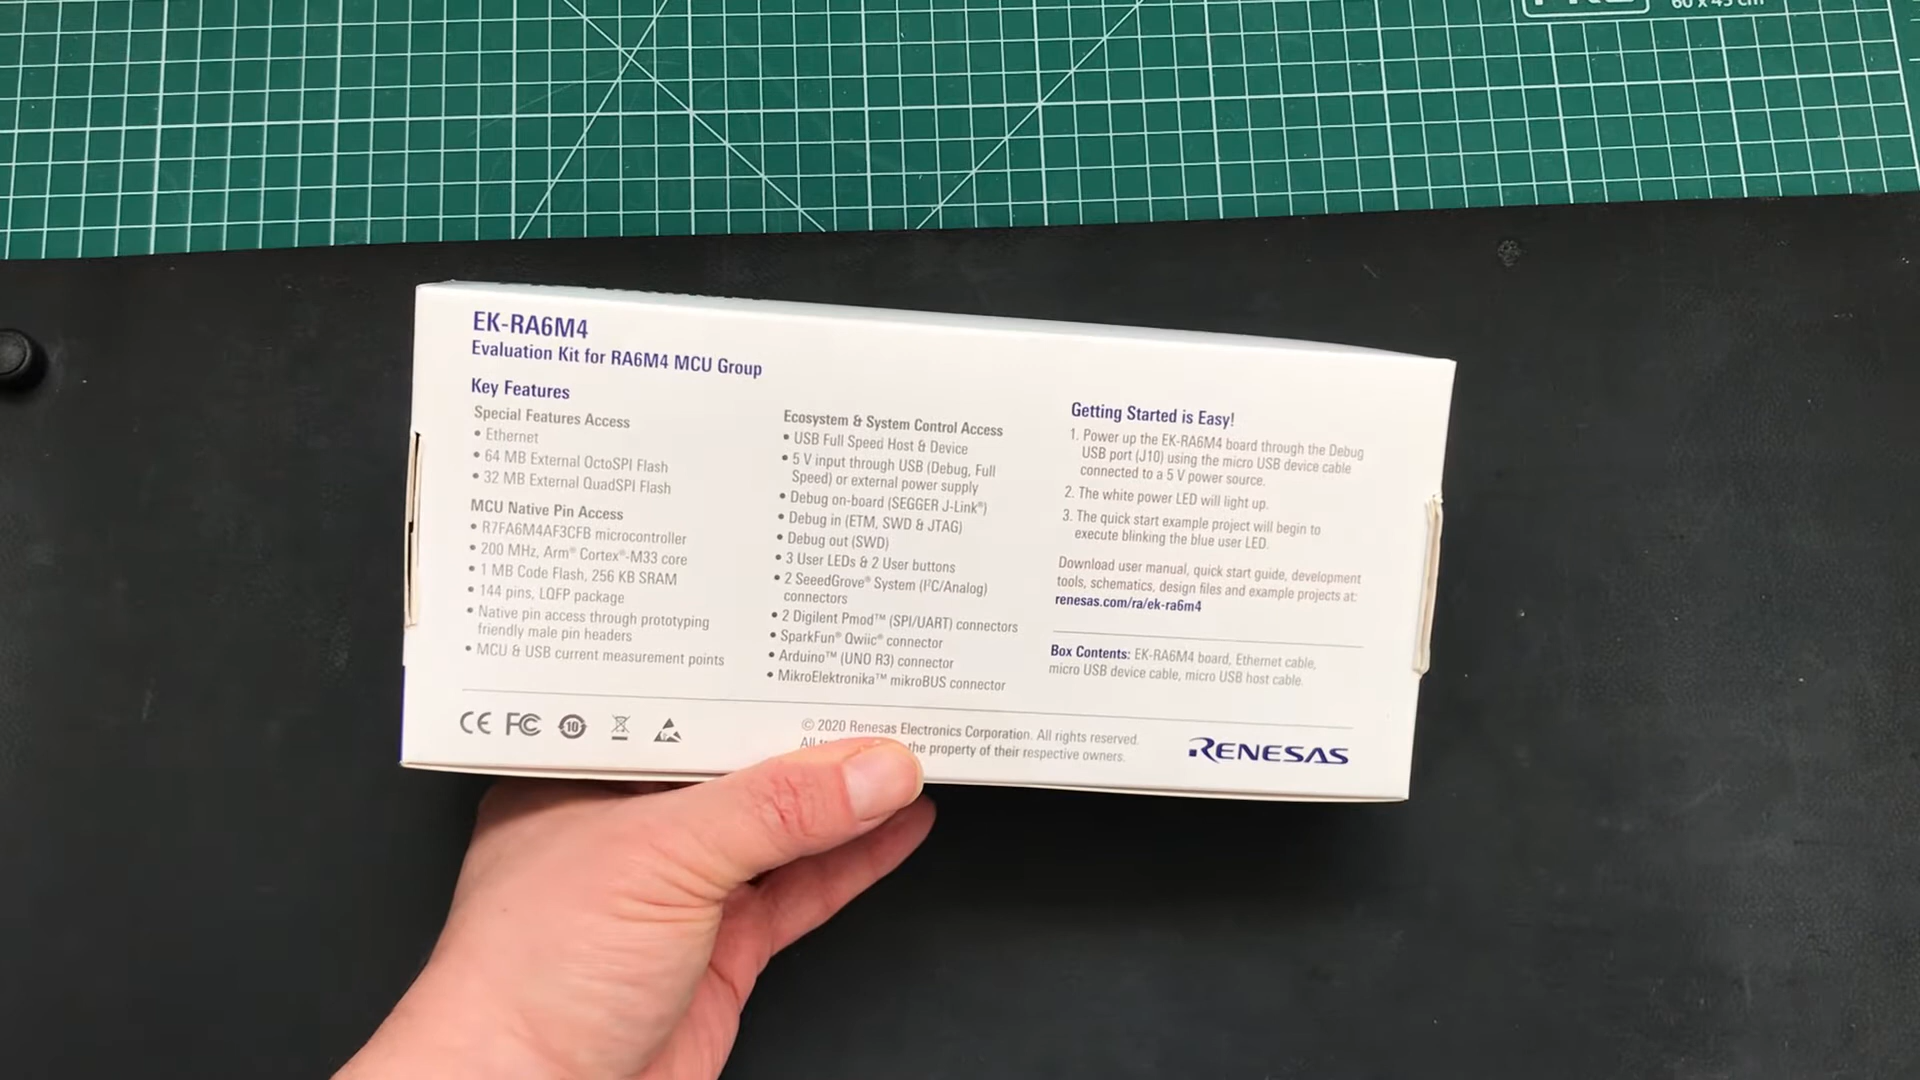 60 x 45 cm
EK-RA6M4
Evaluation Kit for RA6M4 MCU Group
Key Features
Special Features Access
• Ethernet
• 64 MB External OctoSPI Flash
• 32 MB External QuadSPI Flash
MCU Native Pin Access
• R7FA6M4AF3CFB microcontroller
• 200 MHz, Arm® Cortex®-M33 core
• 1 MB Code Flash, 256 KB SRAM
• 144 pins, LQFP package
• Native pin access through prototyping
friendly male pin headers
• MCU & USB current measurement points
Ecosystem & System Control Access
• USB Full Speed Host & Device
• 5 V input through USB (Debug, Full
Speed) or external power supply
• Debug on-board (SEGGER J-Link®)
• Debug in (ETM, SWD & JTAG)
• Debug out (SWD)
• 3 User LEDs & 2 User buttons
• 2 SeeedGrove® System (I²C/Analog)
connectors
• 2 Digilent Pmod™ (SPI/UART) connectors
• SparkFun® Qwiic® connector
• Arduino™ (UNO R3) connector
• MikroElektronika™ mikroBUS connector
Getting Started is Easy!
1. Power up the EK-RA6M4 board through the Debug
USB port (J10) using the micro USB device cable
connected to a 5 V power source.
2. The white power LED will light up.
3. The quick start example project will begin to
execute blinking the blue user LED.
Download user manual, quick start guide, development
tools, schematics, design files and example projects at:
renesas.com/ra/ek-ra6m4
Box Contents: EK-RA6M4 board, Ethernet cable,
micro USB device cable, micro USB host cable.
CE FC 10
© 2020 Renesas Electronics Corporation. All rights reserved.
All the property of their respective owners.
RENESAS